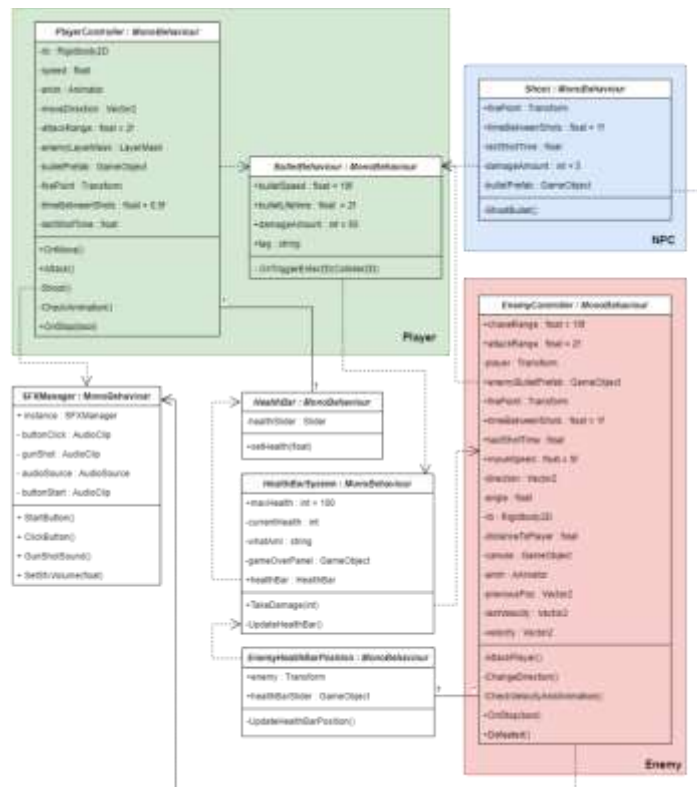 PlayerController : MonoBehaviour
-rb : Rigidbody2D
-speed : float
-anim : Animator
-moveDirection : Vector2
-attackRange : float = 2f
-enemyLayerMask : LayerMask
-bulletPrefab : GameObject
-firePoint : Transform
-timeBetweenShots : float = 0.5f
-lastShotTime : float
+OnMove()
+Attack()
-Shoot()
-CheckAnimation()
+OnStop(bool)
BulletBehaviour : MonoBehaviour
+bulletSpeed : float = 10f
+bulletLifetime : float = 2f
+damageAmount : int = 50
+tag : string
- OnTriggerEnter2D(Collider2D)
Player
Shoot : MonoBehaviour
+firePoint : Transform
+timeBetweenShots : float = 1f
-lastShotTime : float
-damageAmount : int = 5
-bulletPrefab : GameObject
-ShootBullet()
NPC
EnemyController : MonoBehaviour
+chaseRange : float = 10f
+attackRange : float = 2f
-player : Transform
+enemyBulletPrefab : GameObject
+firePoint : Transform
+timeBetweenShots : float = 1f
+lastShotTime : float
+moveSpeed : float = 5f
-direction : Vector2
-angle : float
-rb : Rigidbody2D
-distanceToPlayer : float
-canvas : GameObject
-anim : Animator
-previousPos : Vector2
-lastVelocity : Vector2
-velocity : Vector2
-AttackPlayer()
-ChangeDirection()
-CheckVelocityAndAnimation()
+OnStop(bool)
+Defeated()
Enemy
SFXManager : MonoBehaviour
+ instance : SFXManager
- buttonClick : AudioClip
- gunShot : AudioClip
- audioSource : AudioSource
- buttonStart : AudioClip
+ StartButton()
+ ClickButton()
+ GunShotSound()
+ SetSfxVolume(float)
HealthBar : MonoBehaviour
-healthSlider : Slider
+setHealth(float)
HealthBarSystem : MonoBehaviour
+maxHealth : int = 100
-currentHealth : int
-whatAmI : string
-gameOverPanel : GameObject
+healthBar : HealthBar
+TakeDamage(int)
-UpdateHealthBar()
EnemyHealthBarPosition : MonoBehaviour
+enemy : Transform
+healthBarSlider : GameObject
-UpdateHealthBarPosition()